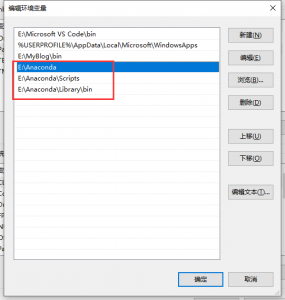 编辑环境变量
E:\Microsoft VS Code\bin
%USERPROFILE%\AppData\Local\Microsoft\WindowsApps
E:\MyBlog\bin
E:\Anaconda
E:\Anaconda\Scripts
E:\Anaconda\Library\bin
新建(N)
编辑(E)
浏览(B)...
删除(D)
上移(U)
下移(O)
编辑文本(T)...
确定
取消